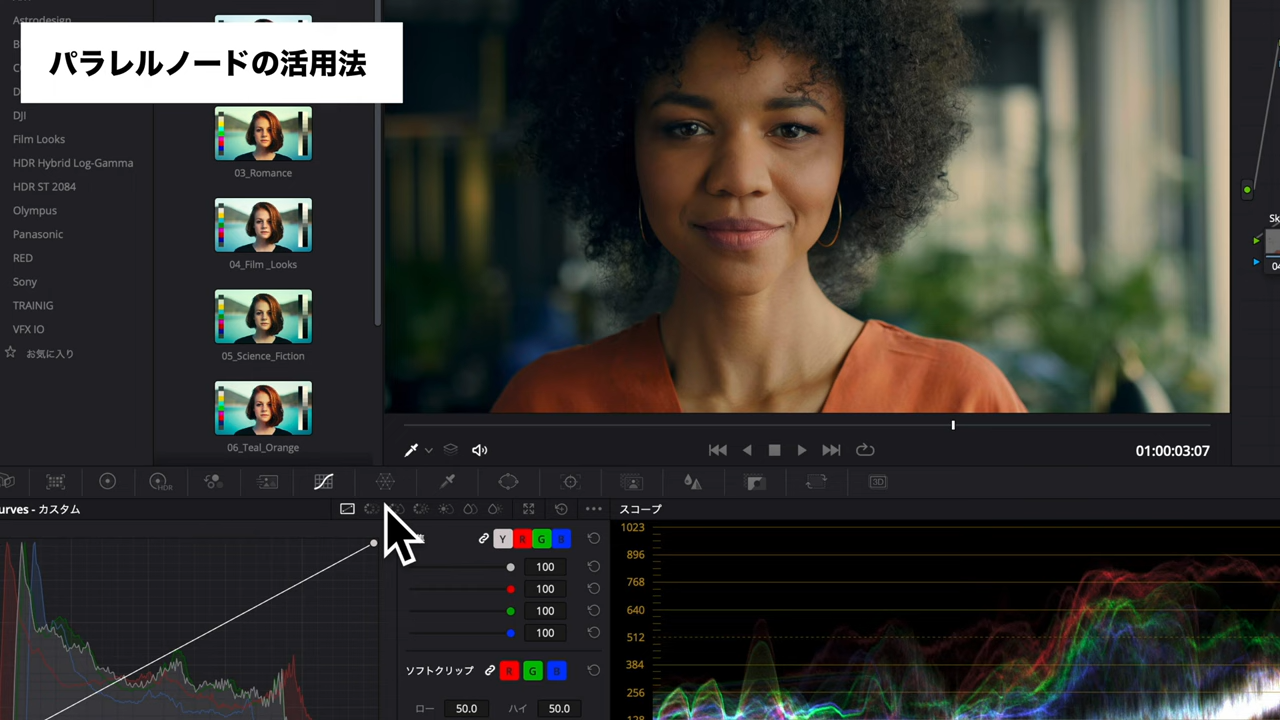 Astrodesign
パラレルノードの活用法
DJI
Film Looks
HDR Hybrid Log-Gamma
HDR ST 2084
Olympus
Panasonic
RED
Sony
TRAINIG
VFX IO
お気に入り
03_Romance
04_Film _Looks
05_Science_Fiction
06_Teal_Orange
01:00:03:07
HDR
3D
urves - カスタム
Y R G B
100
100
100
100
ソフトクリップ
R G B
ロー 50.0 ハイ 50.0
スコープ
1023
896
768
640
512
384
256
128